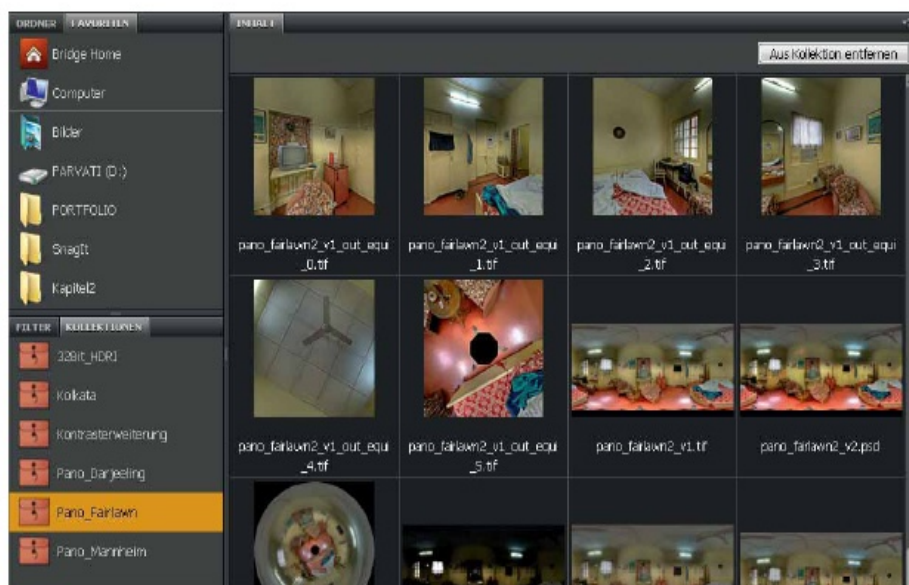 ORDNER FAVORITEN
Bridge Home
Computer
Bilder
PARVATI (D:)
PORTFOLIO
SnagIt
Kapitel2
FILTER KOLLEKTIONEN
32Bit_HDRI
Kolkata
Kontrasterweiterung
Pano_Darjeeling
Pano_Fairlawn
Pano_Mannheim
INHALT
Aus Kollektion entfernen
pano_fairlawn2_v1_out_equi
_0.tif
pano_fairlawn2_v1_out_equi
_1.tif
pano_fairlawn2_v1_out_equi
_2.tif
pano_fairlawn2_v1_out_equi
_3.tif
pano_fairlawn2_v1_out_equi
_4.tif
pano_fairlawn2_v1_out_equi
_5.tif
pano_fairlawn2_v1.tif
pano_fairlawn2_v2.psd